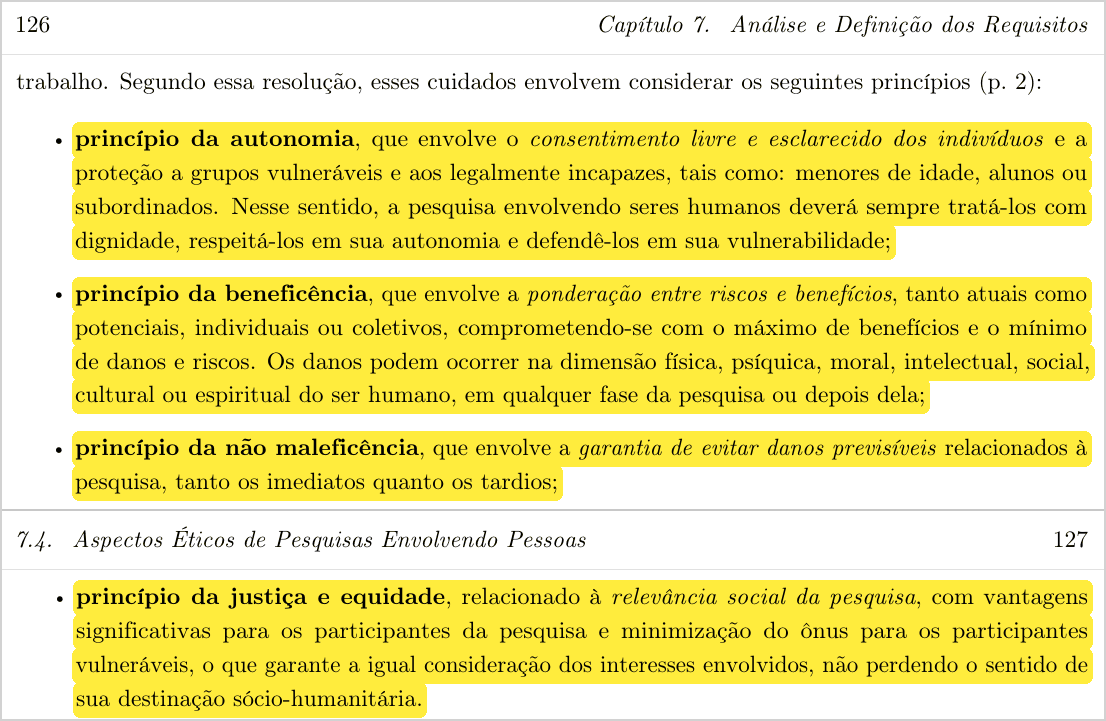 126 Capítulo 7. Análise e Definição dos Requisitos
trabalho. Segundo essa resolução, esses cuidados envolvem considerar os seguintes princípios (p. 2):
• princípio da autonomia, que envolve o consentimento livre e esclarecido dos indivíduos e a
proteção a grupos vulneráveis e aos legalmente incapazes, tais como: menores de idade, alunos ou
subordinados. Nesse sentido, a pesquisa envolvendo seres humanos deverá sempre tratá-los com
dignidade, respeitá-los em sua autonomia e defendê-los em sua vulnerabilidade;
• princípio da beneficência, que envolve a ponderação entre riscos e benefícios, tanto atuais como
potenciais, individuais ou coletivos, comprometendo-se com o máximo de benefícios e o mínimo
de danos e riscos. Os danos podem ocorrer na dimensão física, psíquica, moral, intelectual, social,
cultural ou espiritual do ser humano, em qualquer fase da pesquisa ou depois dela;
• princípio da não maleficência, que envolve a garantia de evitar danos previsíveis relacionados à
pesquisa, tanto os imediatos quanto os tardios;
7.4. Aspectos Éticos de Pesquisas Envolvendo Pessoas 127
• princípio da justiça e equidade, relacionado à relevância social da pesquisa, com vantagens
significativas para os participantes da pesquisa e minimização do ônus para os participantes
vulneráveis, o que garante a igual consideração dos interesses envolvidos, não perdendo o sentido de
sua destinação sócio-humanitária.